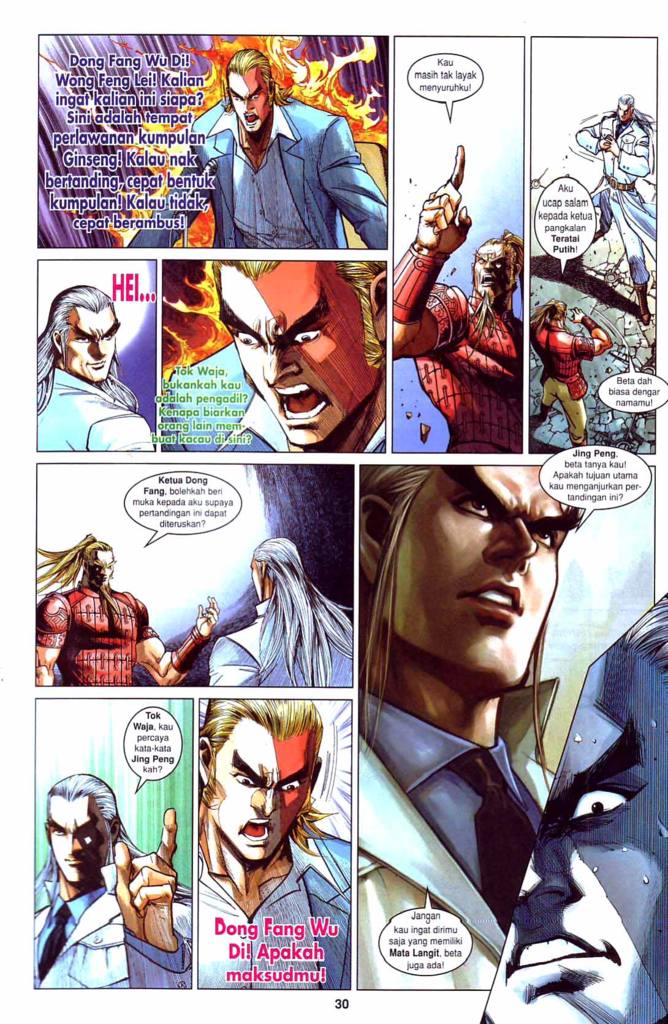 Dong Fang Wu Di!
Wong Feng Lei! Kalian
ingat kalian ini siapa?
Sini adalah tempat
perlawanan kumpulan
Ginseng! Kalau nak
bertanding, cepat bentuk
kumpulan! Kalau tidak,
cepat berambus!
Kau
masih tak layak
menyuruhku!
Aku
ucap salam
kepada ketua
pangkalan
Teratai
Putih!
Beta dah
biasa dengar
namamu!
HEI...
Tok Waja,
bukankah kau
adalah pengadil?
Kenapa biarkan
orang lain mem-
buat kacau di sini?
Ketua Dong
Fang, bolehkah beri
muka kepada aku supaya
pertandingan ini dapat
diteruskan?
Jing Peng.
beta tanya kau!
Apakah tujuan utama
kau menganjurkan per-
tandingan ini?
Tok
Waja, kau
percaya
kata-kata
Jing Peng
kah?
Dong Fang Wu
Di! Apakah
maksudmu!
Jangan
kau ingat dirimu
saja yang memiliki
Mata Langit, beta
juga ada!
30